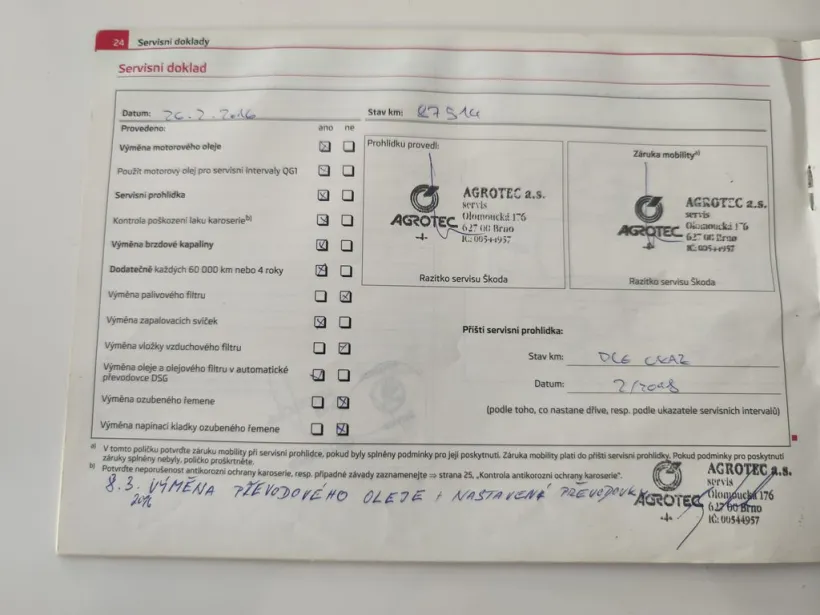 24 Servisní doklady
Servisní doklad
Datum: 26.2.2016 Stav km: 87514
Provedeno: ano ne
Výměna motorového oleje
Použit motorový olej pro servisní intervaly QG1
Servisní prohlídka
Kontrola poškození laku karoserie b)
Výměna brzdové kapaliny
Dodatečně každých 60 000 km nebo 4 roky
Výměna palivového filtru
Výměna zapalovacích svíček
Výměna vložky vzduchového filtru
Výměna oleje a olejového filtru v automatické
převodovce DSG
Výměna ozubeného řemene
Výměna napínací kladky ozubeného řemene
Prohlídku provedl:
AGROTEC
AGROTEC a.s.
servis
Olomoucká 176
627 00 Brno
IČ: 00544957
Razítko servisu Škoda
Záruka mobility a)
AGROTEC
AGROTEC a.s.
servis
Olomoucká 176
627 00 Brno
IČ: 00544957
Razítko servisu Škoda
Příští servisní prohlídka:
Stav km: DLE UKAZ
Datum: 2/2018
(podle toho, co nastane dříve, resp. podle ukazatele servisních intervalů)
a) V tomto políčku potvrďte záruku mobility při servisní prohlídce, pokud byly splněny podmínky pro její poskytnutí. Záruka mobility platí do příští servisní prohlídky. Pokud podmínky pro poskytnutí
záruky splněny nebyly, políčko proškrtněte.
b) Potvrďte neporušenost antikorozní ochrany karoserie, resp. případné závady zaznamenejte ⇒ strana 25, „Kontrola antikorozní ochrany karoserie".
8.3. VÝMĚNA PŘEVODOVÉHO OLEJE + NASTAVENÁ PŘEVODOVKA
2016
AGROTEC
AGROTEC a.s.
servis
Olomoucká 176
627 00 Brno
IČ: 00544957